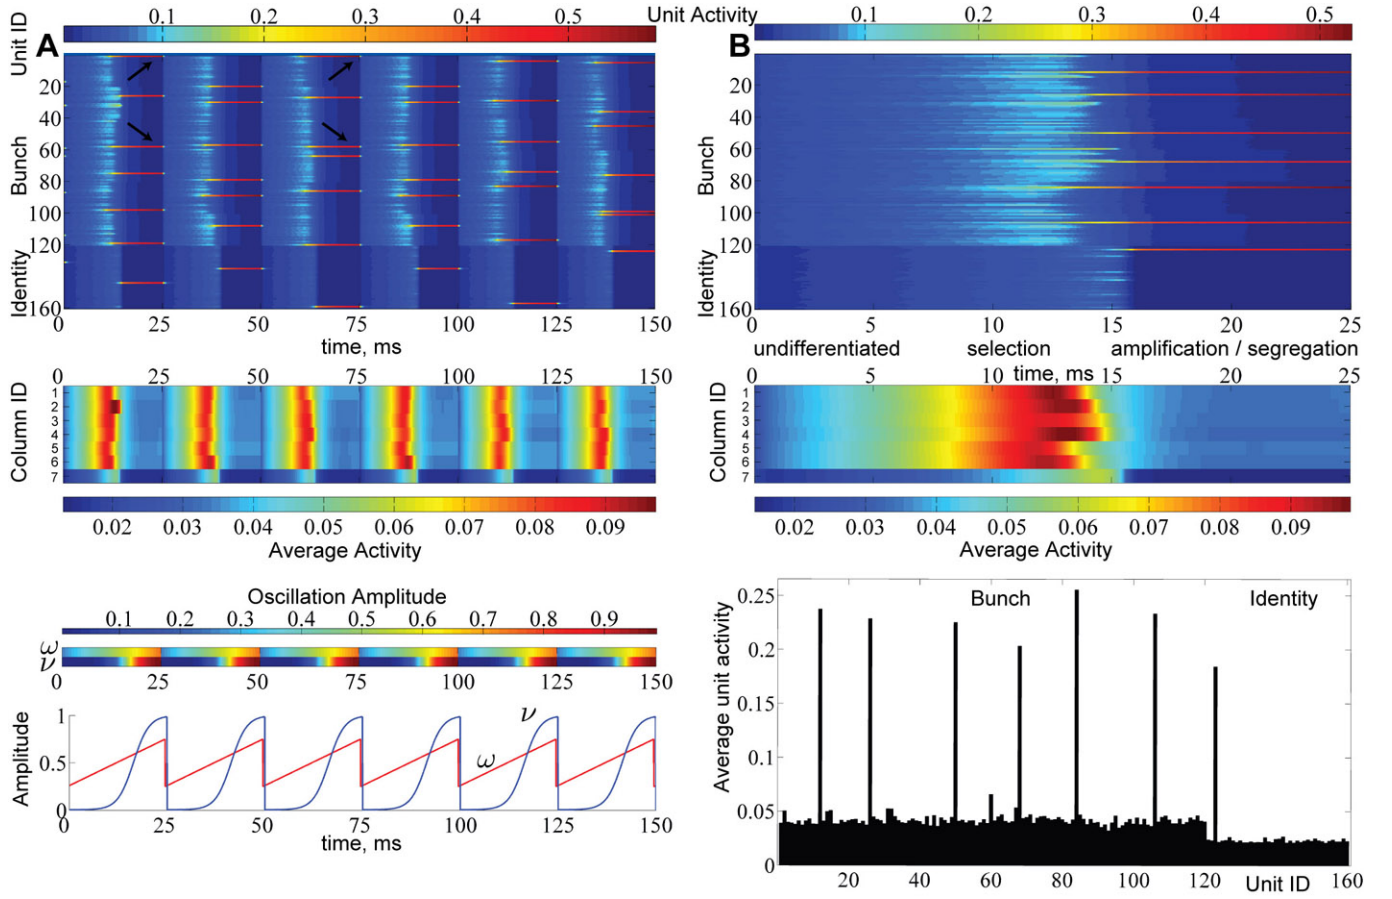 0.1 0.2 0.3 0.4 0.5 Unit Activity 0.1 0.2 0.3 0.4 0.5
A B
Unit ID
Bunch
Identity
20
40
60
80
100
120
160
0 25 50 75 100 125 150
time, ms
20
40
60
80
100
120
160
Bunch
Identity
0 5 10 15 20 25
undifferentiated selection amplification / segregation
0 25 50 75 100 125 150
Column ID
1
2
3
4
5
6
7
0.02 0.03 0.04 0.05 0.06 0.07 0.08 0.09
Average Activity
time, ms
0 5 10 15 20 25
Column ID
1
2
3
4
5
6
7
0.02 0.03 0.04 0.05 0.06 0.07 0.08 0.09
Average Activity
Oscillation Amplitude
0.1 0.2 0.3 0.4 0.5 0.6 0.7 0.8 0.9
ω
ν
0 25 50 75 100 125 150
Amplitude
1
0.5
0
ν
ω
0 25 50 75 100 125 150
time, ms
Average unit activity
0.25
0.2
0.15
0.1
0.05
0
Bunch Identity
20 40 60 80 100 120 Unit ID 160